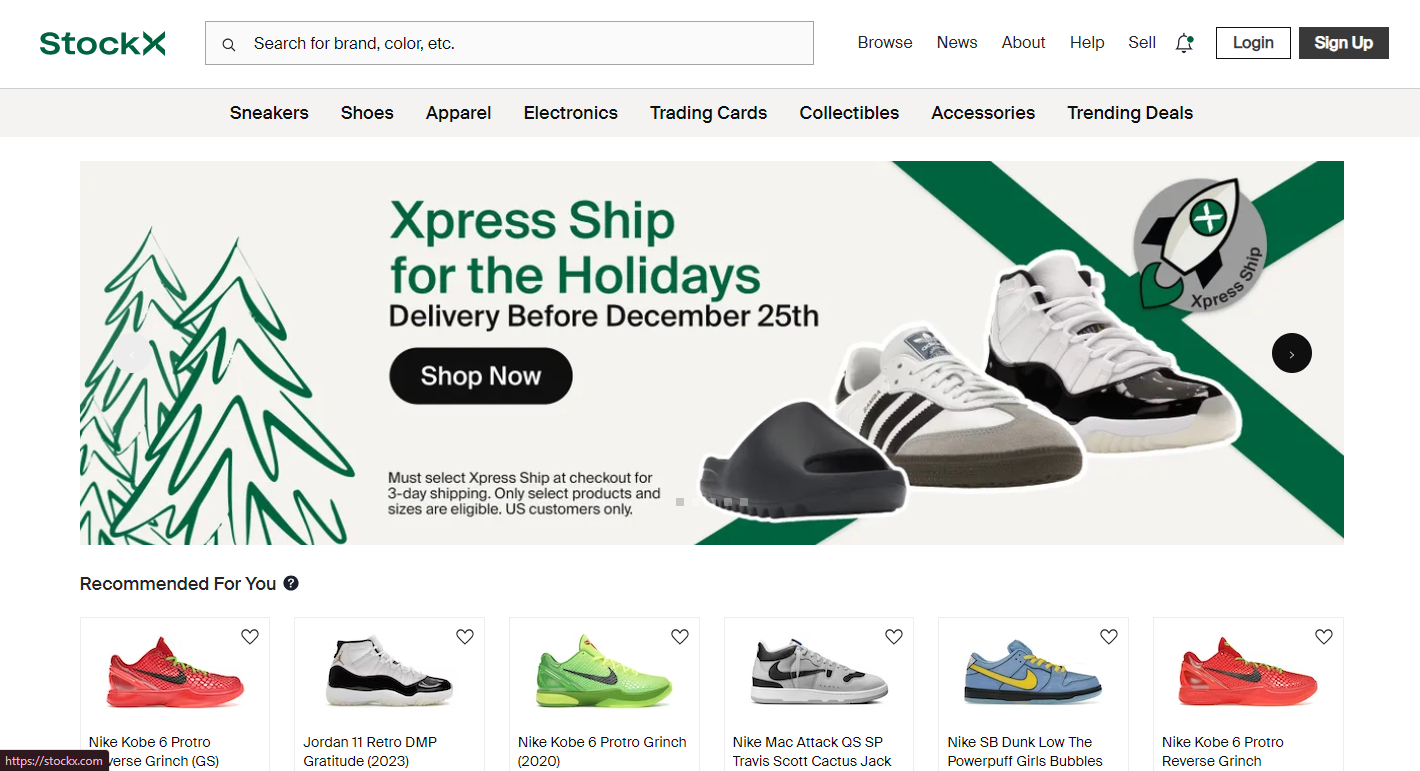 StockX
Search for brand, color, etc.
Browse
News
About
Help
Sell
Login
Sign Up
Sneakers
Shoes
Apparel
Electronics
Trading Cards
Collectibles
Accessories
Trending Deals
Xpress Ship
for the Holidays
Delivery Before December 25th
Shop Now
Must select Xpress Ship at checkout for
3-day shipping. Only select products and
sizes are eligible. US customers only.
Xpress Ship
Recommended For You
Nike Kobe 6 Protro
verse Grinch (GS)
Jordan 11 Retro DMP
Gratitude (2023)
Nike Kobe 6 Protro Grinch
(2020)
Nike Mac Attack QS SP
Travis Scott Cactus Jack
Nike SB Dunk Low The
Powerpuff Girls Bubbles
Nike Kobe 6 Protro
Reverse Grinch
https://stockx.com